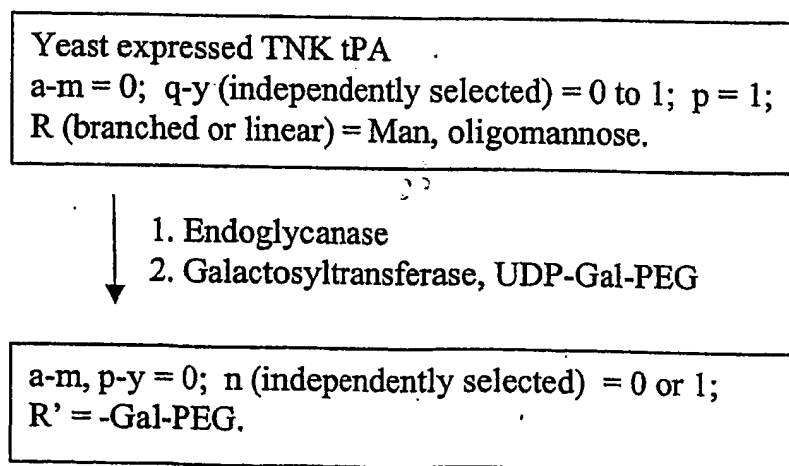 Yeast expressed TNK tPA
a-m = 0; q-y (independently selected) = 0 to 1; p = 1;
R (branched or linear) = Man, oligomannose.
1. Endoglycanase
2. Galactosyltransferase, UDP-Gal-PEG
a-m, p-y = 0; n (independently selected) = 0 or 1;
R' = -Gal-PEG.